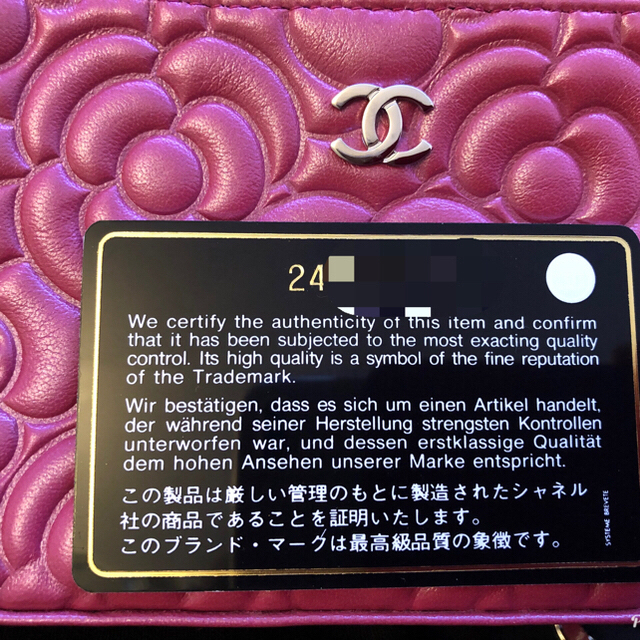 24
We certify the authenticity of this item and confirm
that it has been subjected to the most exacting quality
control. Its high quality is a symbol of the fine reputation
of the Trademark.
Wir bestätigen, dass es sich um einen Artikel handelt,
der während seiner Herstellung strengsten Kontrollen
unterworfen war, und dessen erstklassige Qualität
dem hohen Ansehen unserer Marke entspricht.
この製品は厳しい管理のもとに製造されたシャネル
社の商品であることを証明いたします。
このブランド・マークは最高級品質の象徴です。
SYSTEME BREVETE